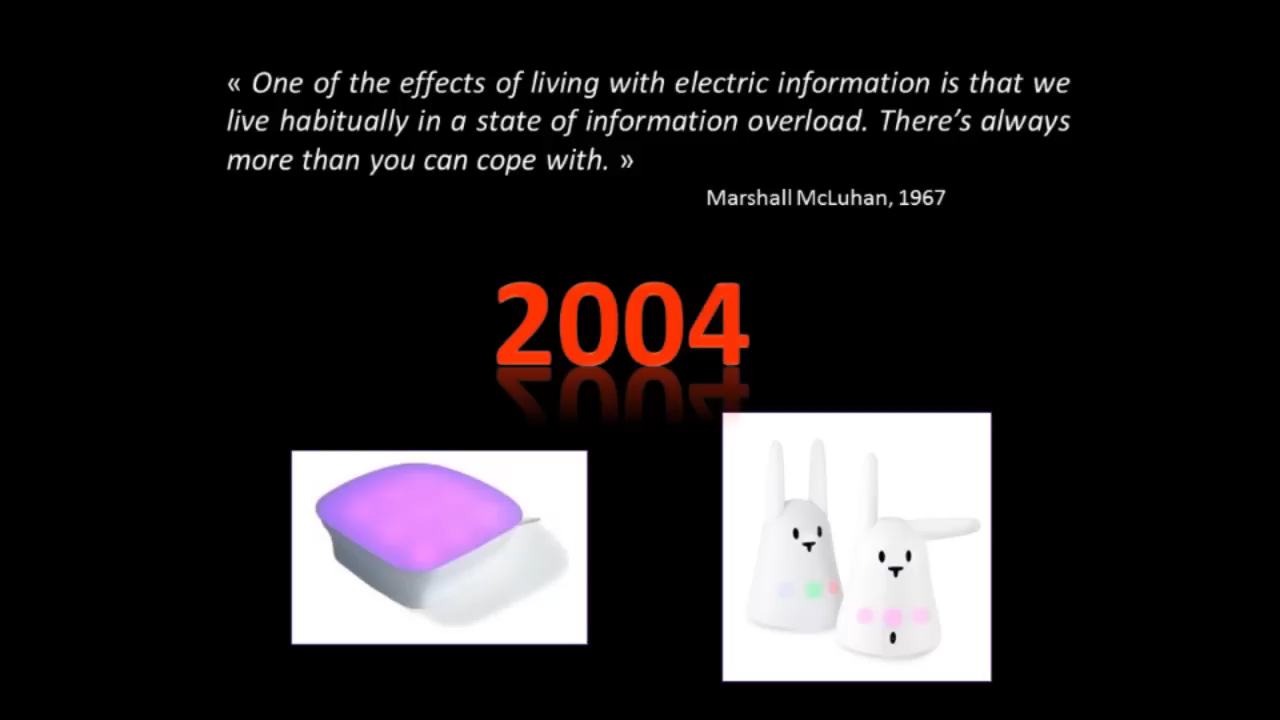 « One of the effects of living with electric information is that we
live habitually in a state of information overload. There’s always
more than you can cope with. »
Marshall McLuhan, 1967
2004